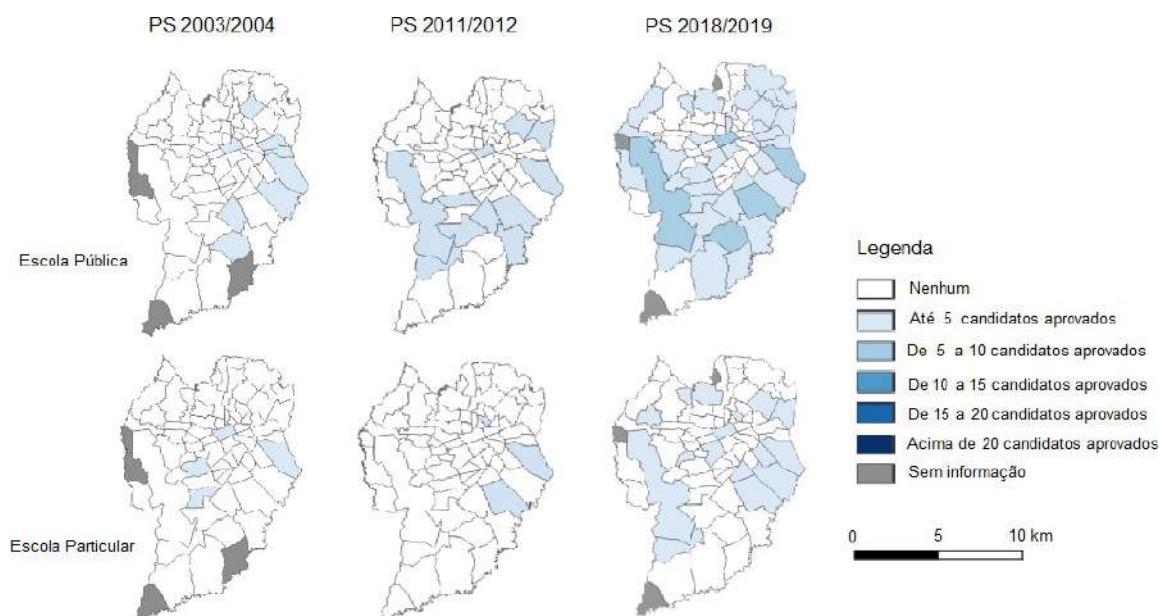 PS 2003/2004
PS 2011/2012
PS 2018/2019
Escola Pública
Escola Particular
Legenda
Nenhum
Até 5 candidatos aprovados
De 5 a 10 candidatos aprovados
De 10 a 15 candidatos aprovados
De 15 a 20 candidatos aprovados
Acima de 20 candidatos aprovados
Sem informação
0 5 10 km